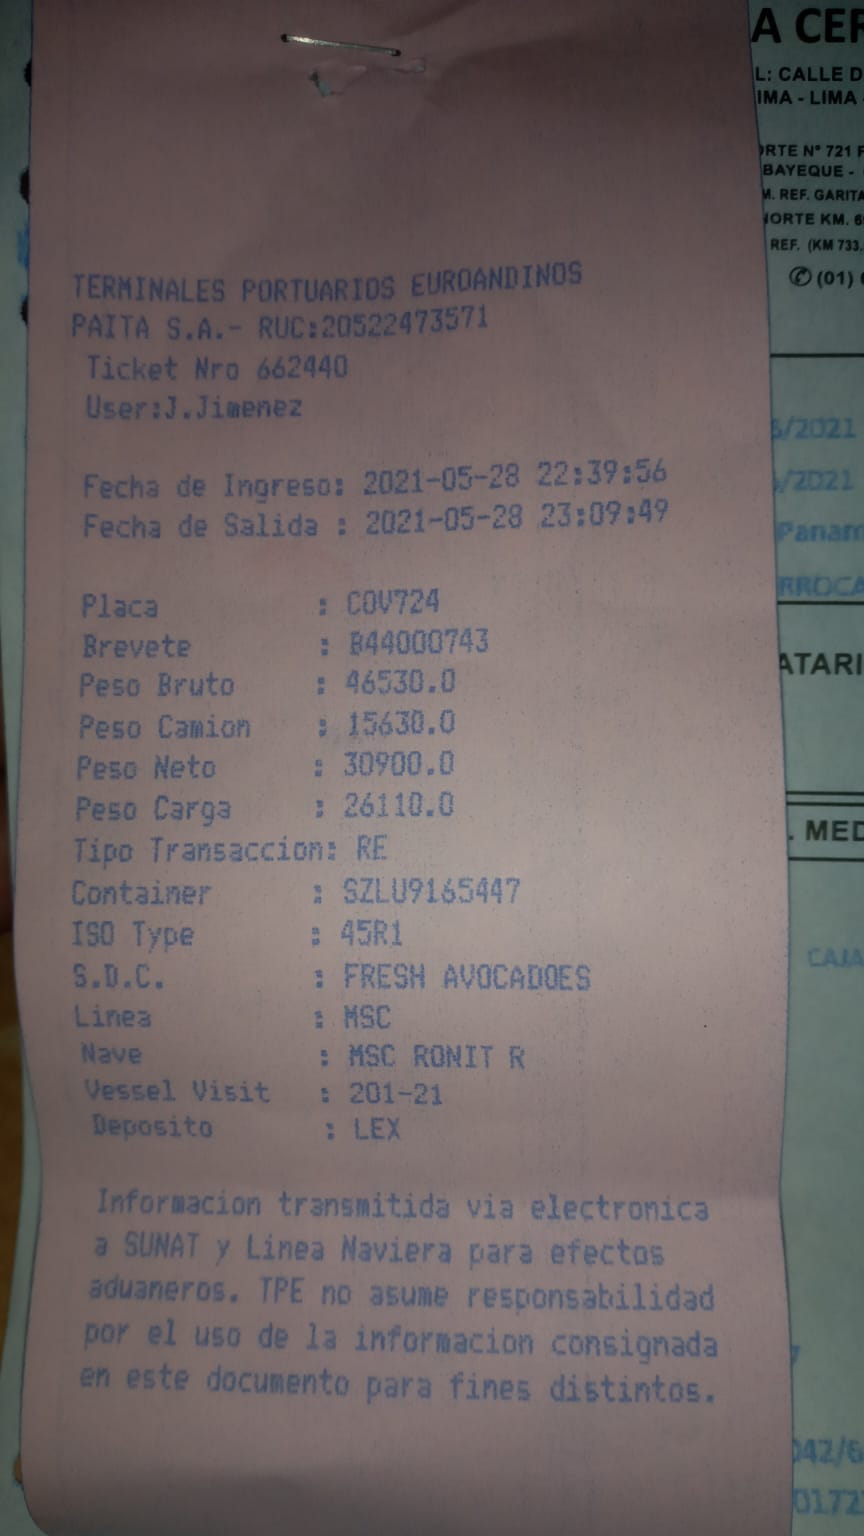 TERMINALES PORTUARIOS EUROANDINOS
PAITA S.A.- RUC:20522473571
Ticket Nro 662440
User:J.Jimenez
Fecha de Ingreso: 2021-05-28 22:39:56
Fecha de Salida : 2021-05-28 23:09:49
Placa : COV724
Brevete : B44000743
Peso Bruto : 46530.0
Peso Camion : 15630.0
Peso Neto : 30900.0
Peso Carga : 26110.0
Tipo Transaccion: RE
Container : SZLU9165447
ISO Type : 45R1
S.D.C. : FRESH AVOCADOES
Linea : MSC
Nave : MSC RONIT R
Vessel Visit : 201-21
Deposito : LEX
Informacion transmitida via electronica
a SUNAT y Linea Naviera para efectos
aduaneros. TPE no asume responsabilidad
por el uso de la informacion consignada
en este documento para fines distintos.
A CER
L: CALLE D
IMA - LIMA
ORTE N° 721 F
BAYEQUE -
M. REF. GARITA
NORTE KM. 6
REF. (KM 733.
(01)
/2021
/2021
Panam
RROCA
ATARI
. MED
CAJA
042/6
0172